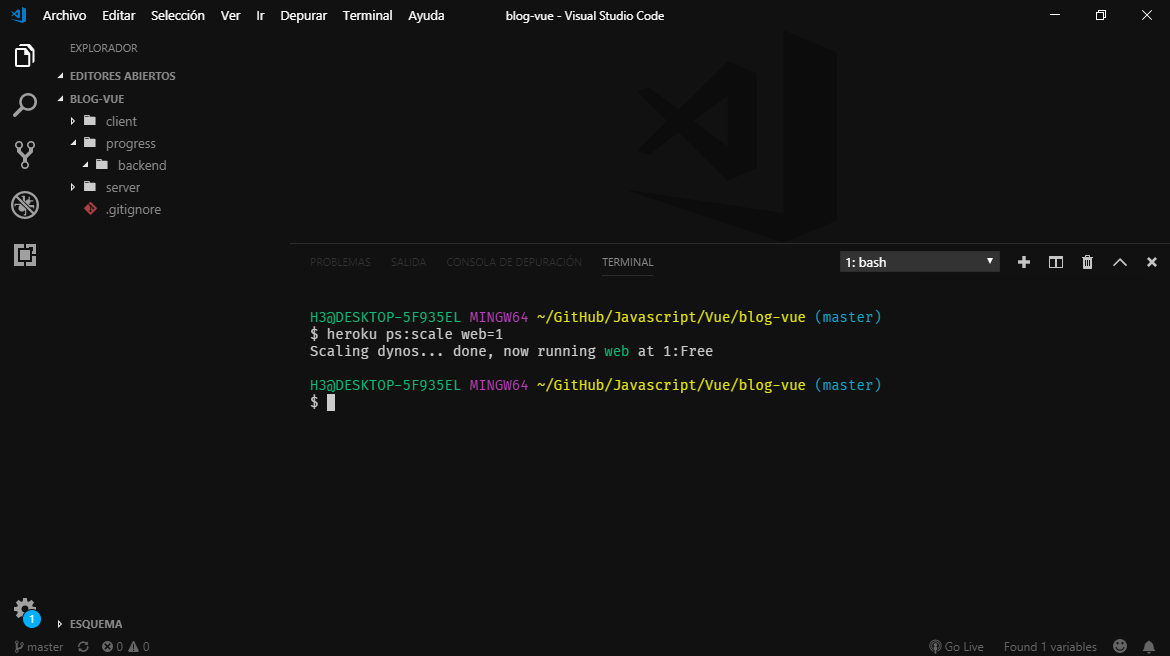 Archivo Editar Selección Ver Ir Depurar Terminal Ayuda blog-vue - Visual Studio Code
EXPLORADOR
EDITORES ABIERTOS
BLOG-VUE
client
progress
backend
server
.gitignore
PROBLEMAS SALIDA CONSOLA DE DEPURACIÓN TERMINAL 1: bash
H3@DESKTOP-5F935EL MINGW64 ~/GitHub/Javascript/Vue/blog-vue (master)
$ heroku ps:scale web=1
Scaling dynos... done, now running web at 1:Free
H3@DESKTOP-5F935EL MINGW64 ~/GitHub/Javascript/Vue/blog-vue (master)
$
1
ESQUEMA
master 0 0 Go Live Found 1 variables